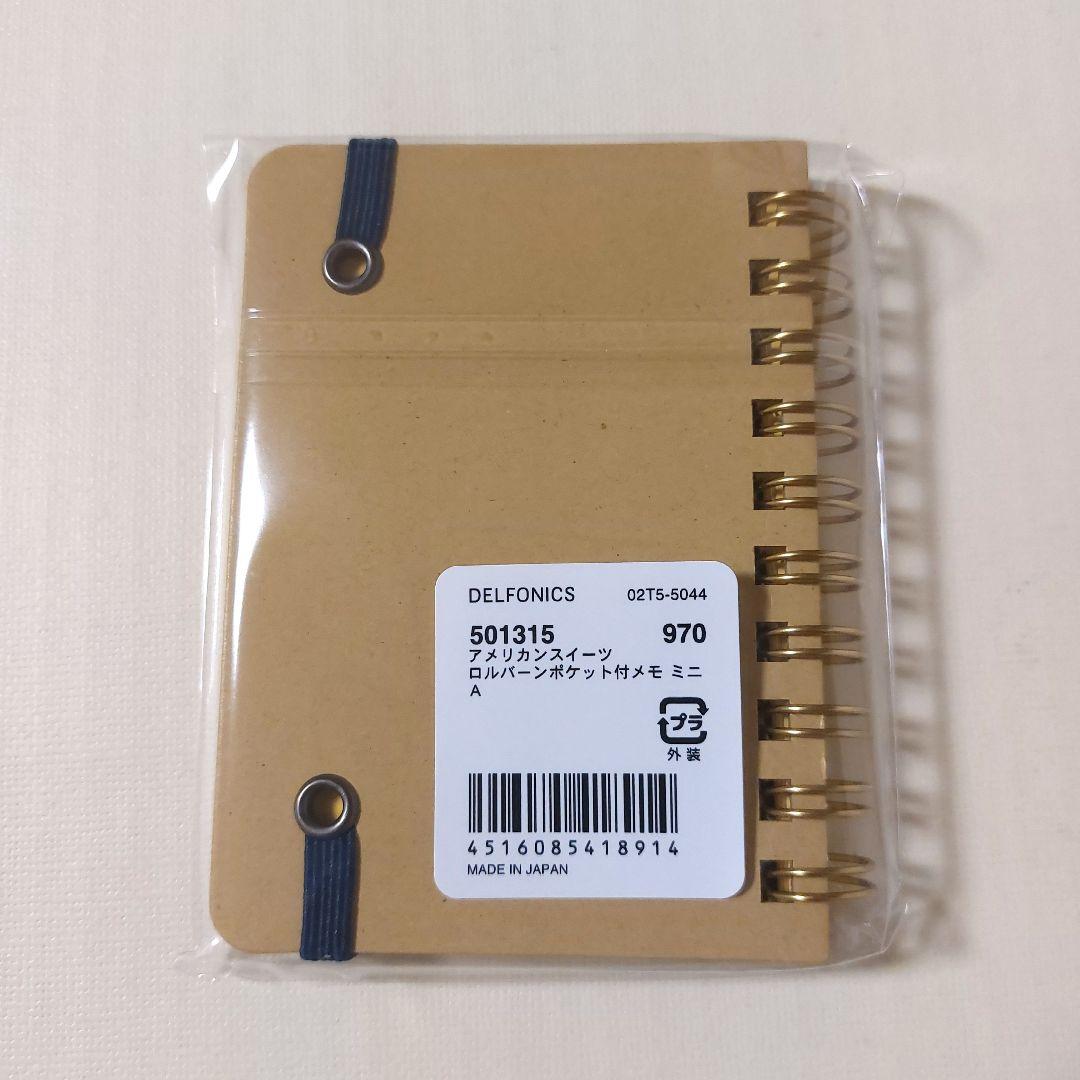 DELFONICS 02T5-5044
501315 970
アメリカンスイーツ
ロルバーンポケット付メモ ミニ
A
プラ
外装
4516085418914
MADE IN JAPAN